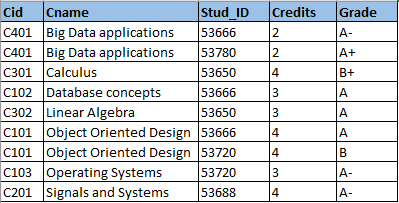 Cid Cname Stud_ID Credits Grade
C401 Big Data applications 53666 2 A-
C401 Big Data applications 53780 2 A+
C301 Calculus 53650 4 B+
C102 Database concepts 53666 3 A
C302 Linear Algebra 53650 3 A
C101 Object Oriented Design 53666 4 A
C101 Object Oriented Design 53720 4 B
C103 Operating Systems 53720 3 A-
C201 Signals and Systems 53688 4 A-